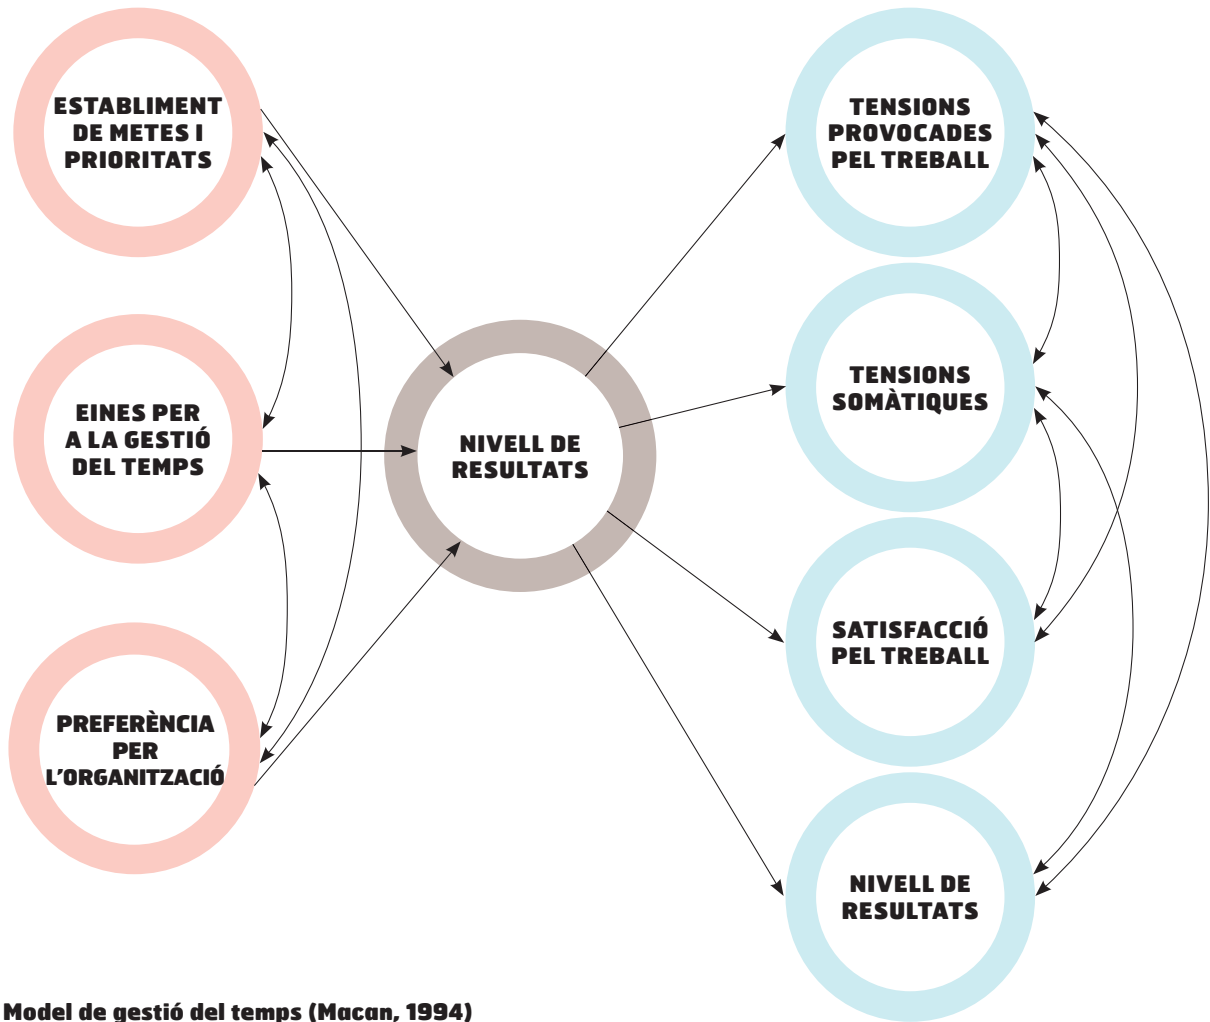 ESTABLIMENT
DE METES I
PRIORITATS
EINES PER
A LA GESTIÓ
DEL TEMPS
PREFERÈNCIA
PER
L'ORGANITZACIÓ
NIVELL DE
RESULTATS
TENSIONS
PROVOCADES
PEL TREBALL
TENSIONS
SOMÀTIQUES
SATISFACCIÓ
PEL TREBALL
NIVELL DE
RESULTATS
Model de gestió del temps (Macan, 1994)